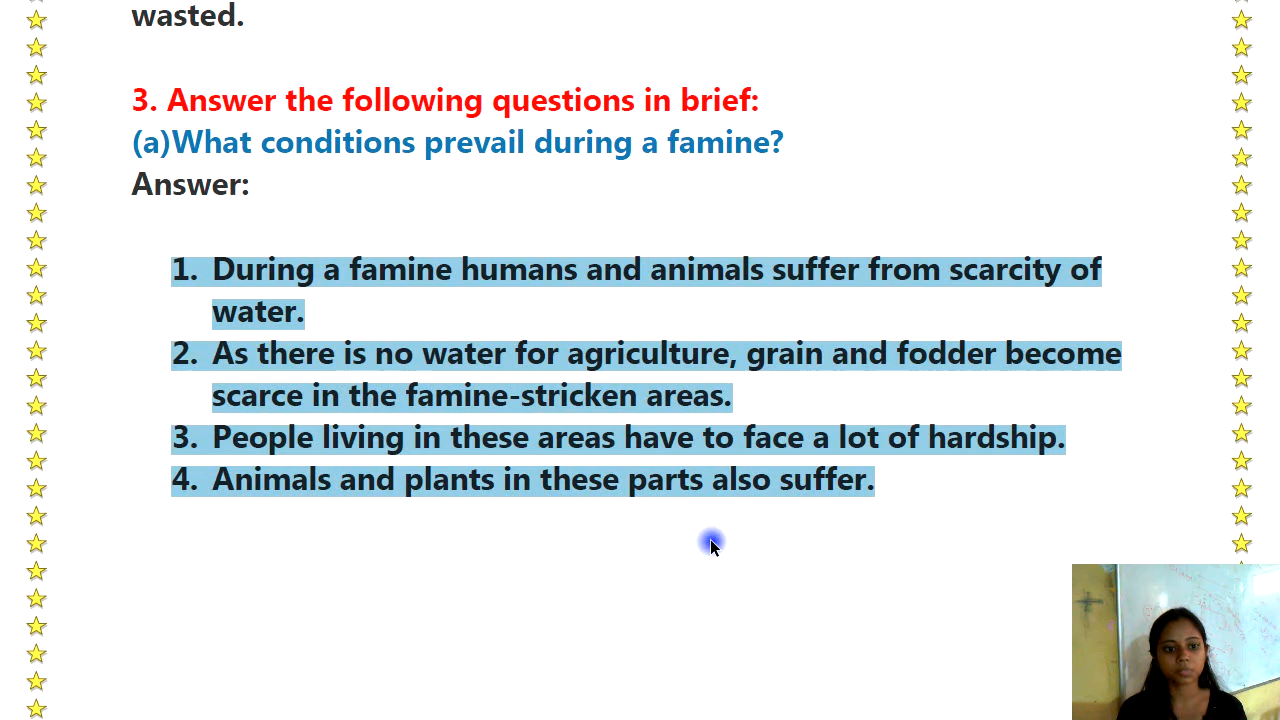 wasted.
3. Answer the following questions in brief:
(a)What conditions prevail during a famine?
Answer:
1. During a famine humans and animals suffer from scarcity of
water.
2. As there is no water for agriculture, grain and fodder become
scarce in the famine-stricken areas.
3. People living in these areas have to face a lot of hardship.
4. Animals and plants in these parts also suffer.